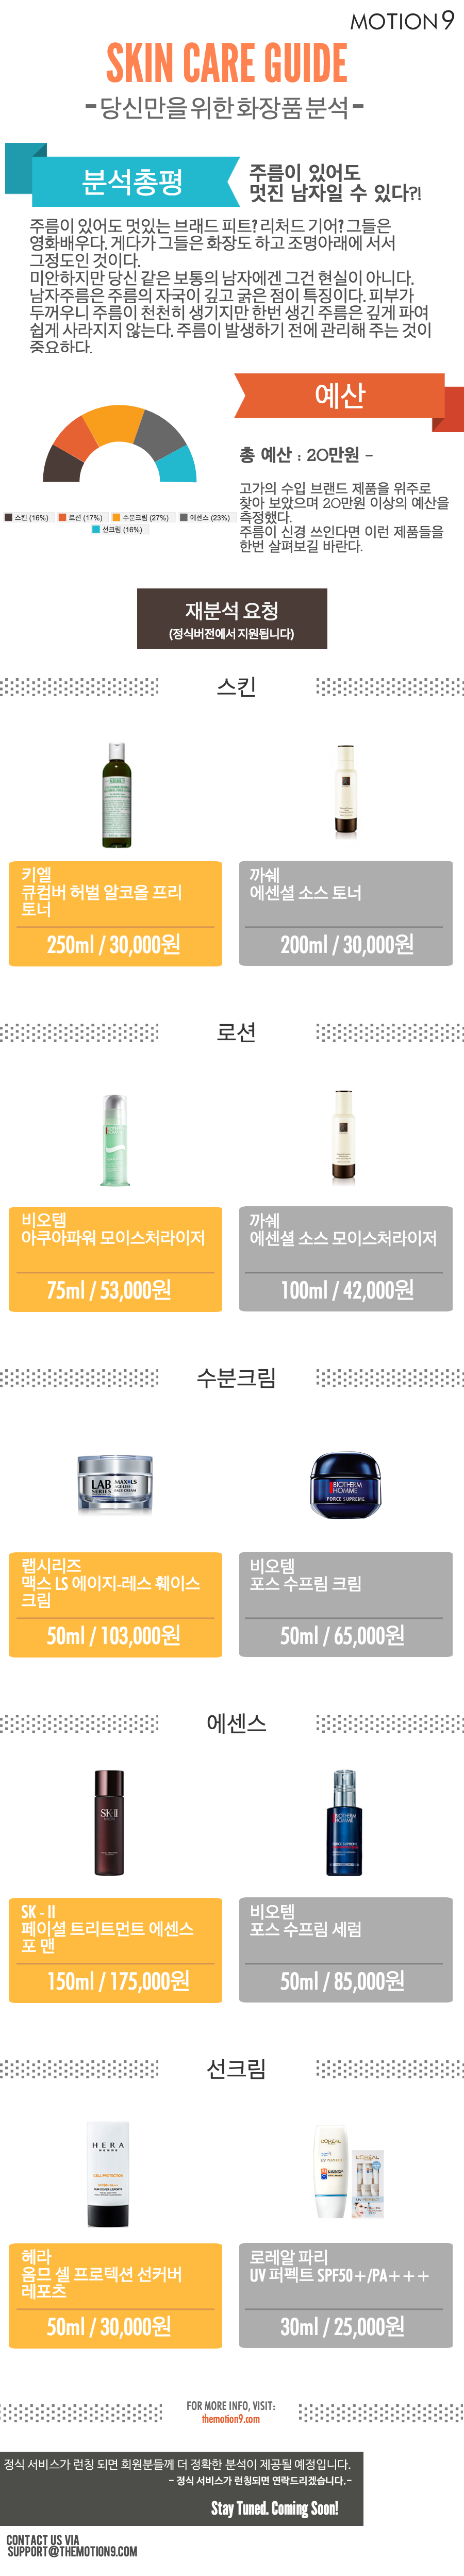 MOTION 9
SKIN CARE GUIDE
-당신만을 위한 화장품 분석-
분석총평
주름이 있어도
멋진 남자일 수 있다?!
주름이 있어도 멋있는 브래드 피트? 리처드 기어? 그들은
영화배우다. 게다가 그들은 화장도 하고 조명아래에 서서
그정도인 것이다.
미안하지만 당신 같은 보통의 남자에겐 그건 현실이 아니다.
남자주름은 주름의 자국이 깊고 굵은 점이 특징이다. 피부가
두꺼우니 주름이 천천히 생기지만 한번 생긴 주름은 깊게 파여
쉽게 사라지지 않는다. 주름이 발생하기 전에 관리해 주는 것이
중요하다.
예산
총 예산 : 20만원 -
고가의 수입 브랜드 제품을 위주로
찾아 보았으며 20만원 이상의 예산을
측정했다.
주름이 신경 쓰인다면 이런 제품들을
한번 살펴보길 바란다.
스킨 (16%) 로션 (17%) 수분크림 (27%) 에센스 (23%)
선크림 (16%)
재분석 요청
(정식버전에서 지원됩니다)
스킨
키엘
큐컴버 허벌 알코올 프리
토너
250ml / 30,000원
까쉐
에센셜 소스 토너
200ml / 30,000원
로션
비오템
아쿠아파워 모이스처라이저
75ml / 53,000원
까쉐
에센셜 소스 모이스처라이저
100ml / 42,000원
수분크림
LAB
SERIES
MAX LS
AGE-LESS
FACE CREAM
BIOTHERM
HOMME
FORCE SUPREME
랩시리즈
맥스 LS 에이지-레스 훼이스
크림
50ml / 103,000원
비오템
포스 수프림 크림
50ml / 65,000원
에센스
SK-II
BIOTHERM
HOMME
FORCE SUPREME
SK - II
페이셜 트리트먼트 에센스
포 맨
150ml / 175,000원
비오템
포스 수프림 세럼
50ml / 85,000원
선크림
HERA
HOMME
CELL PROTECTION
L'OREAL
UV PERFECT
L'OREAL
UV PERFECT
헤라
옴므 셀 프로텍션 선커버
레포츠
50ml / 30,000원
로레알 파리
UV 퍼펙트 SPF50+/PA+++
30ml / 25,000원
FOR MORE INFO, VISIT:
themotion9.com
정식 서비스가 런칭 되면 회원분들께 더 정확한 분석이 제공될 예정입니다.
- 정식 서비스가 런칭되면 연락드리겠습니다.-
Stay Tuned. Coming Soon!
CONTACT US VIA
SUPPORT@THEMOTION9.COM